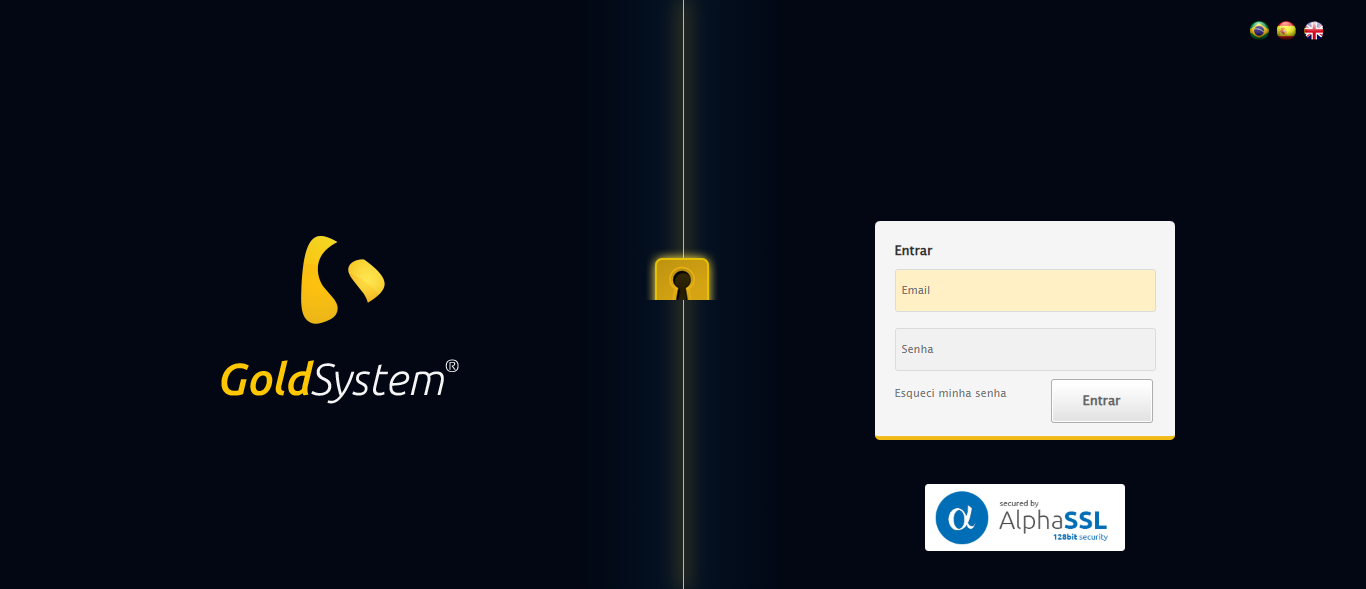 GoldSystem®
Entrar
Email
Senha
Esqueci minha senha
Entrar
α
secured by
AlphaSSL
128bit security